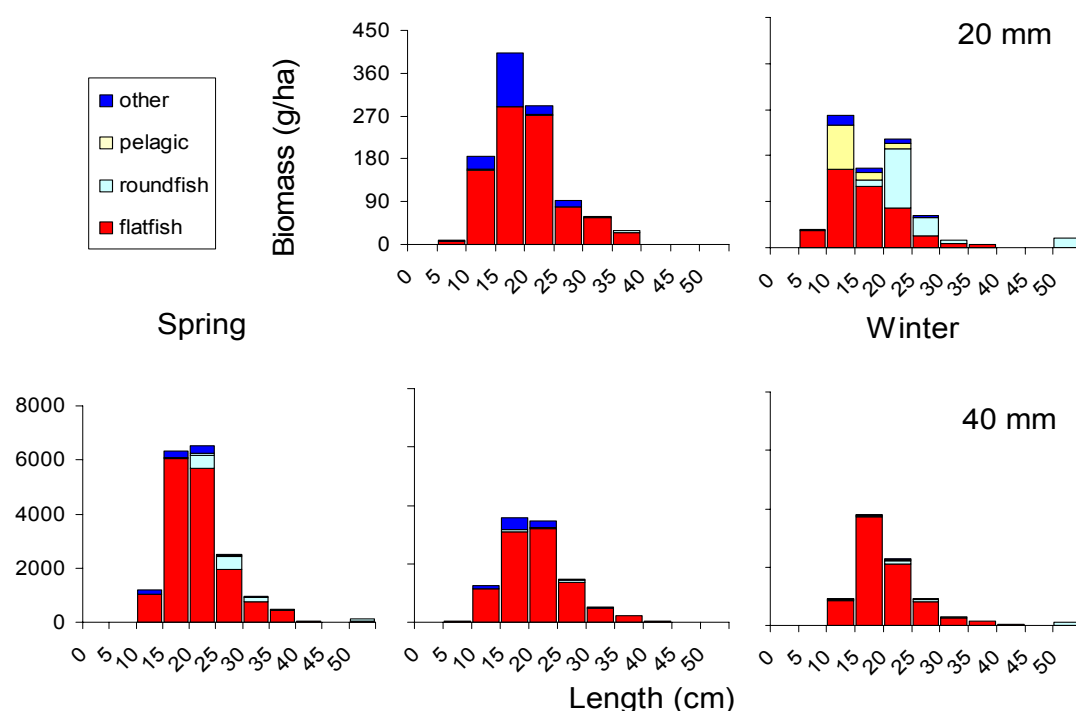 other
pelagic
roundfish
flatfish
Biomass (g/ha)
450
360
270
180
90
0
0 5 10 15 20 25 30 35 40 45 50
20 mm
0 5 10 15 20 25 30 35 40 45 50
Spring
Winter
8000
6000
4000
2000
0
0 5 10 15 20 25 30 35 40 45 50
0 5 10 15 20 25 30 35 40 45 50
40 mm
0 5 10 15 20 25 30 35 40 45 50
Length (cm)